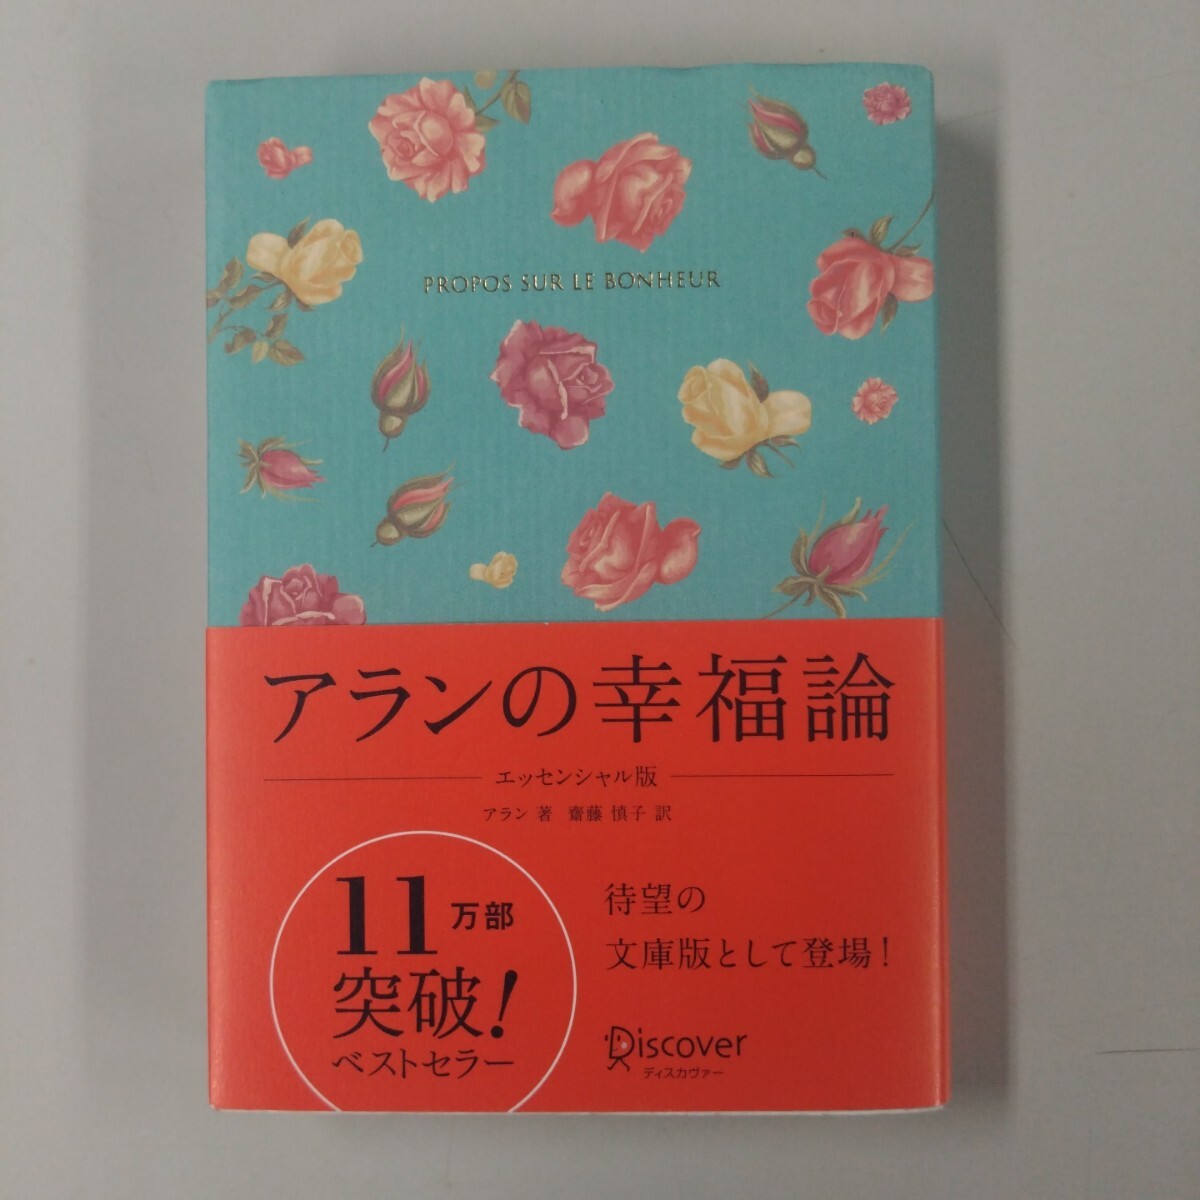 PROPOS SUR LE BONHEUR
アランの幸福論
エッセンシャル版
アラン 著 齋藤 慎子 訳
11万部
突破!
ベストセラー
待望の
文庫版として登場!
Discover
ディスカヴァー